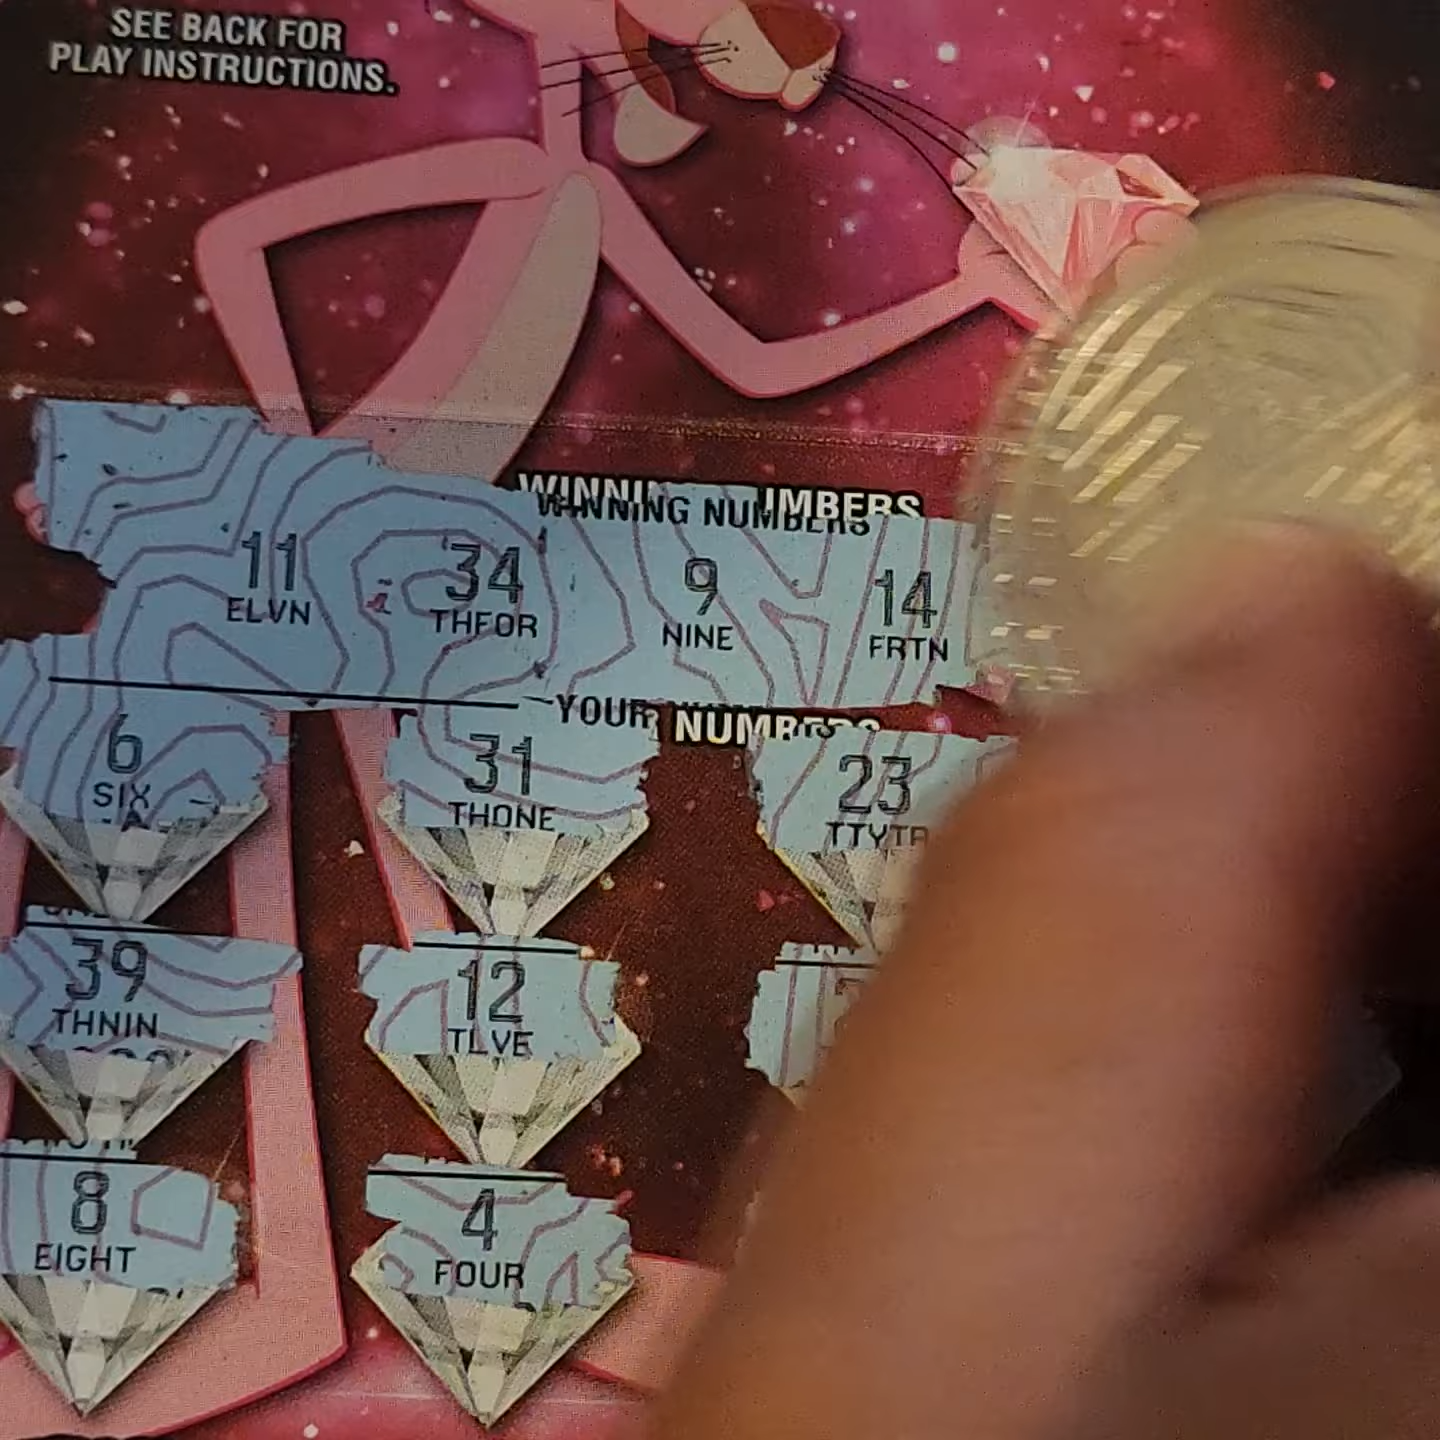 SEE BACK FOR
PLAY INSTRUCTIONS.
WINNING NUMBERS
11 34 9 14
ELVN THFOR NINE FRTN
YOUR NUMBERS
6 31 23
SIX THONE
39 12
THNIN TLVE
8 4
EIGHT FOUR